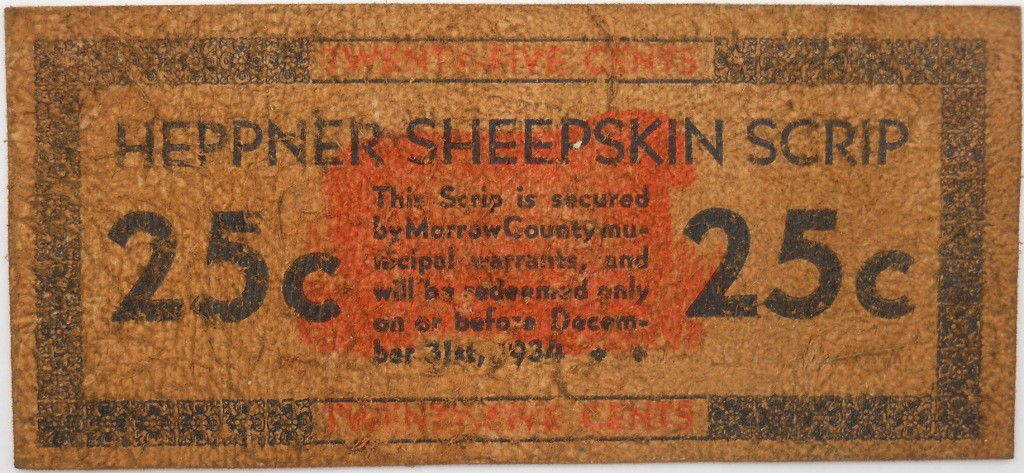 TWENTY-FIVE CENTS
HEPPNER SHEEPSKIN SCRIP
25c
This Scrip is secured
by Morrow County mu-
nicipal warrants, and
will be redeemed only
on or before Decem-
ber 31st, 1934
25c
TWENTY-FIVE CENTS